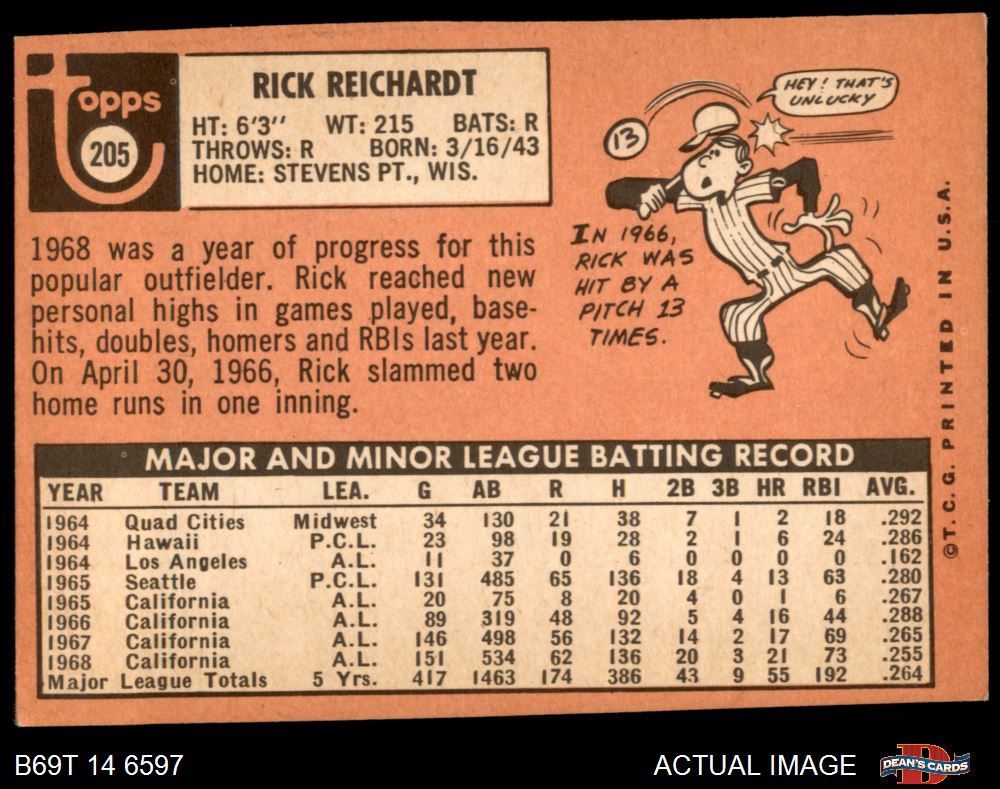 Topps
205
RICK REICHARDT
HT: 6'3" WT: 215 BATS: R
THROWS: R BORN: 3/16/43
HOME: STEVENS PT., WIS.
1968 was a year of progress for this
popular outfielder. Rick reached new
personal highs in games played, base-
hits, doubles, homers and RBIs last year.
On April 30, 1966, Rick slammed two
home runs in one inning.
HEY! THAT'S
UNLUCKY
13
IN 1966,
RICK WAS
HIT BY A
PITCH 13
TIMES.
MAJOR AND MINOR LEAGUE BATTING RECORD
YEAR TEAM LEA. G AB R H 2B 3B HR RBI AVG.
1964 Quad Cities Midwest 34 130 21 38 7 1 2 18 .292
1964 Hawaii P.C.L. 23 98 19 28 2 1 6 24 .286
1964 Los Angeles A.L. 11 37 0 6 0 0 0 0 .162
1965 Seattle P.C.L. 131 485 65 136 18 4 13 63 .280
1965 California A.L. 20 75 8 20 4 0 1 6 .267
1966 California A.L. 89 319 48 92 5 4 16 44 .288
1967 California A.L. 146 498 56 132 14 2 17 69 .265
1968 California A.L. 151 534 62 136 20 3 21 73 .255
Major League Totals 5 Yrs. 417 1463 174 386 43 9 55 192 .264
©T.C.G. PRINTED IN U.S.A.
B69T 14 6597
ACTUAL IMAGE
DEAN'S CARDS